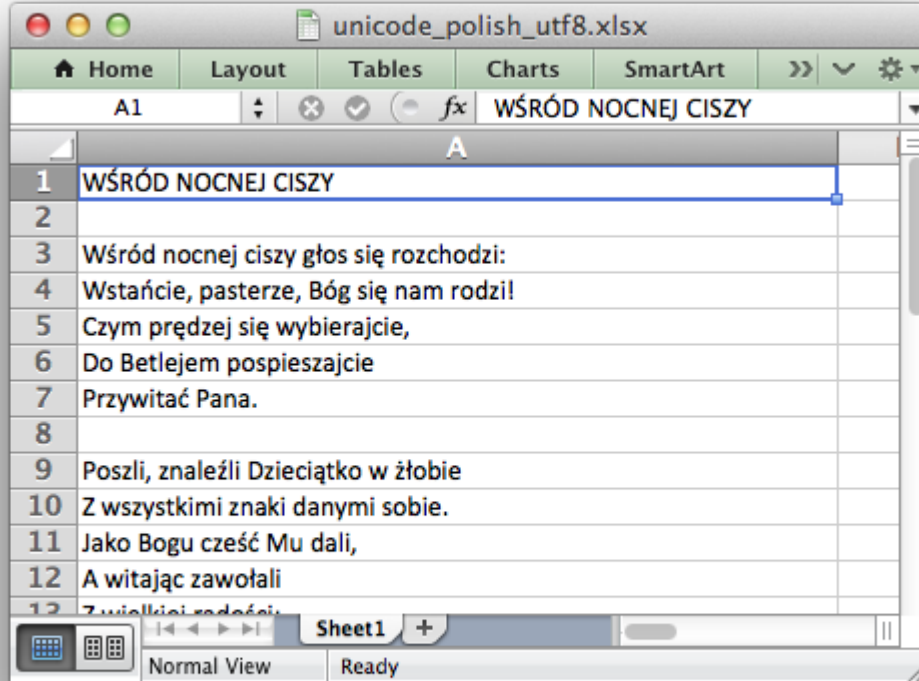 unicode_polish_utf8.xlsx
Home Layout Tables Charts SmartArt
A1 fx WŚRÓD NOCNEJ CISZY
A
1 WŚRÓD NOCNEJ CISZY
2
3 Wśród nocnej ciszy głos się rozchodzi:
4 Wstańcie, pasterze, Bóg się nam rodzi!
5 Czym prędzej się wybierajcie,
6 Do Betlejem pospieszajcie
7 Przywitać Pana.
8
9 Poszli, znaleźli Dzieciątko w żłobie
10 Z wszystkimi znaki danymi sobie.
11 Jako Bogu cześć Mu dali,
12 A witając zawołali
13 Z wielkiej radości:
Sheet1
Normal View Ready